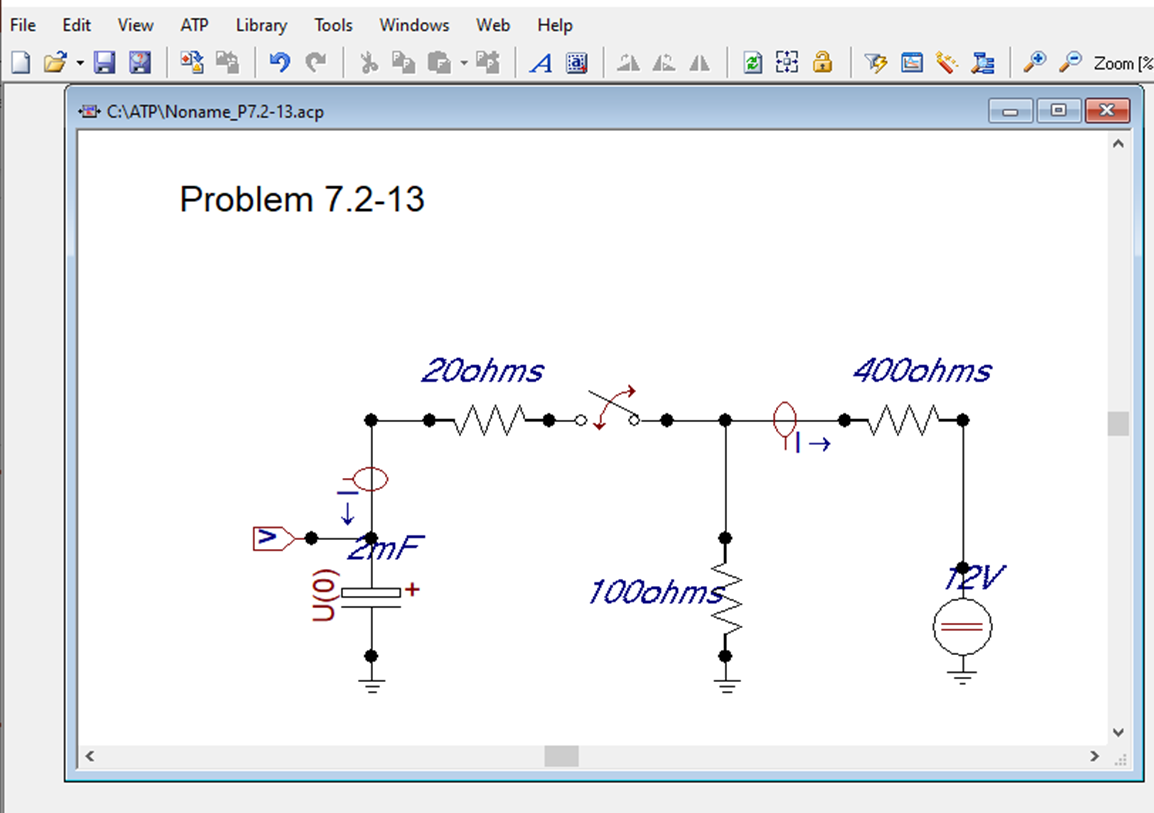 File Edit View ATP Library Tools Windows Web Help
A Zoom [%
C:\ATP\Noname_P7.2-13.acp
Problem 7.2-13
20ohms 400ohms
I →
I
V
2mF
U(0) +
100ohms
12V